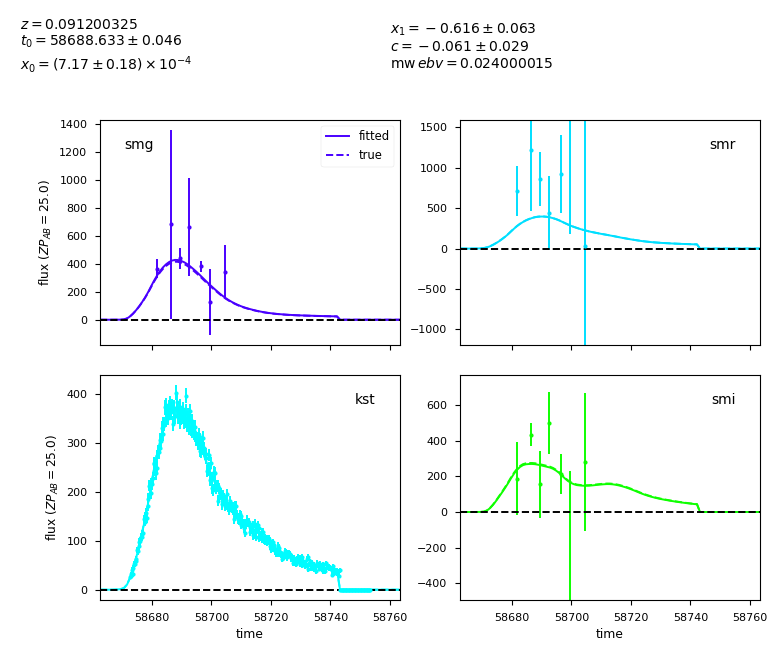 z = 0.091200325
t₀ = 58688.633 ± 0.046
x₀ = (7.17 ± 0.18) × 10⁻⁴
x₁ = −0.616 ± 0.063
c = −0.061 ± 0.029
mw ebv = 0.024000015
smg
fitted
true
flux (ZP_AB = 25.0)
1400
1200
1000
800
600
400
200
0
smr
1500
1000
500
0
−500
−1000
kst
flux (ZP_AB = 25.0)
400
300
200
100
0
58680 58700 58720 58740 58760
time
smi
600
400
200
0
−200
−400
58680 58700 58720 58740 58760
time